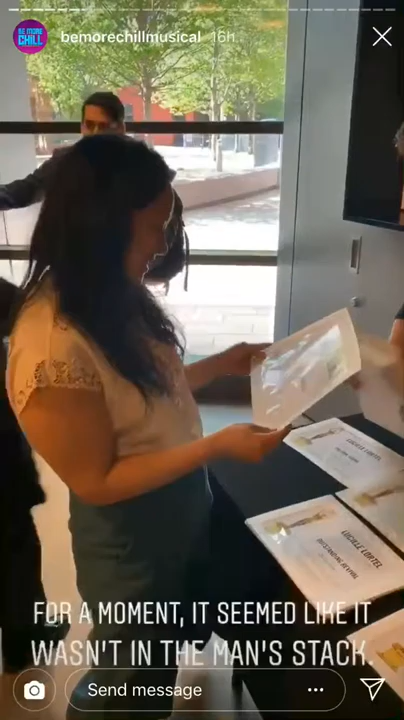 BE MORE
CHILL
bemorechillmusical 16h
LUCILLE LORTEL
LUCILLE LORTEL
FOR A MOMENT, IT SEEMED LIKE IT
WASN'T IN THE MAN'S STACK.
Send message